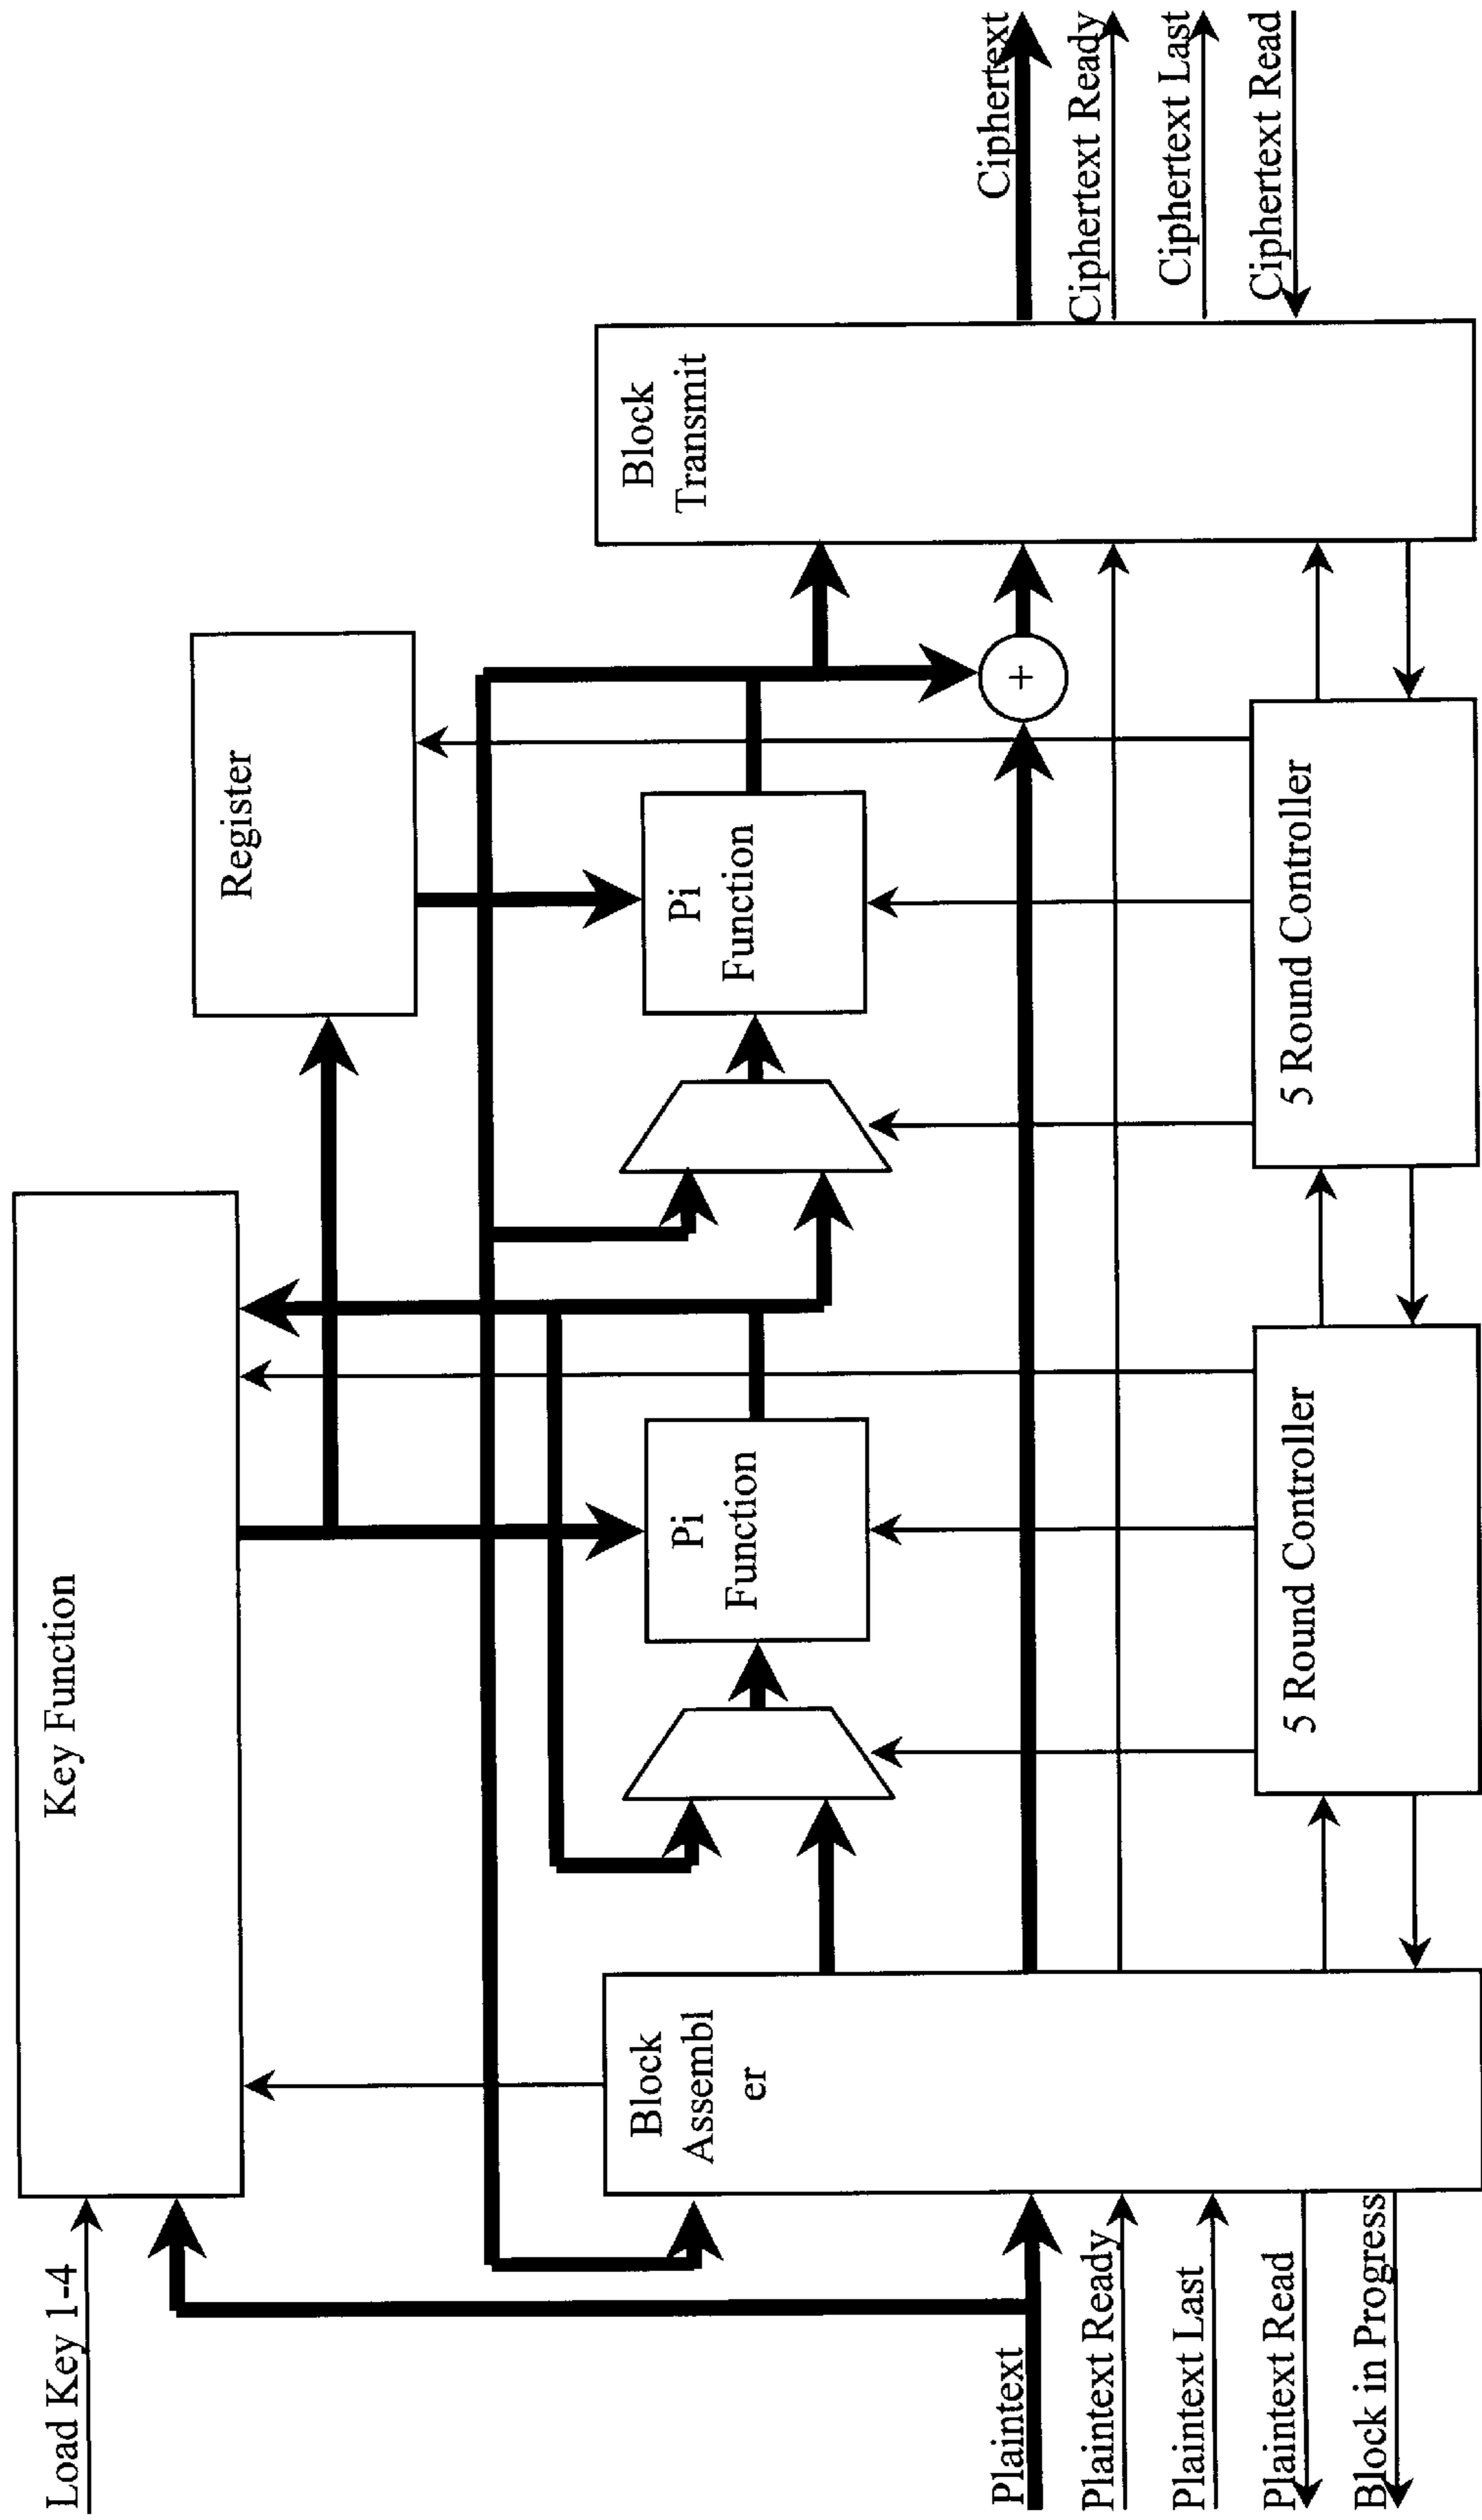 Load Key 1-4
Key Function
Register
Plaintext
Plaintext Ready
Plaintext Last
Plaintext Read
Block in Progress
Block
Assembl
er
Pi
Function
Pi
Function
5 Round Controller
5 Round Controller
+
Block
Transmit
Ciphertext
Ciphertext Ready
Ciphertext Last
Ciphertext Read